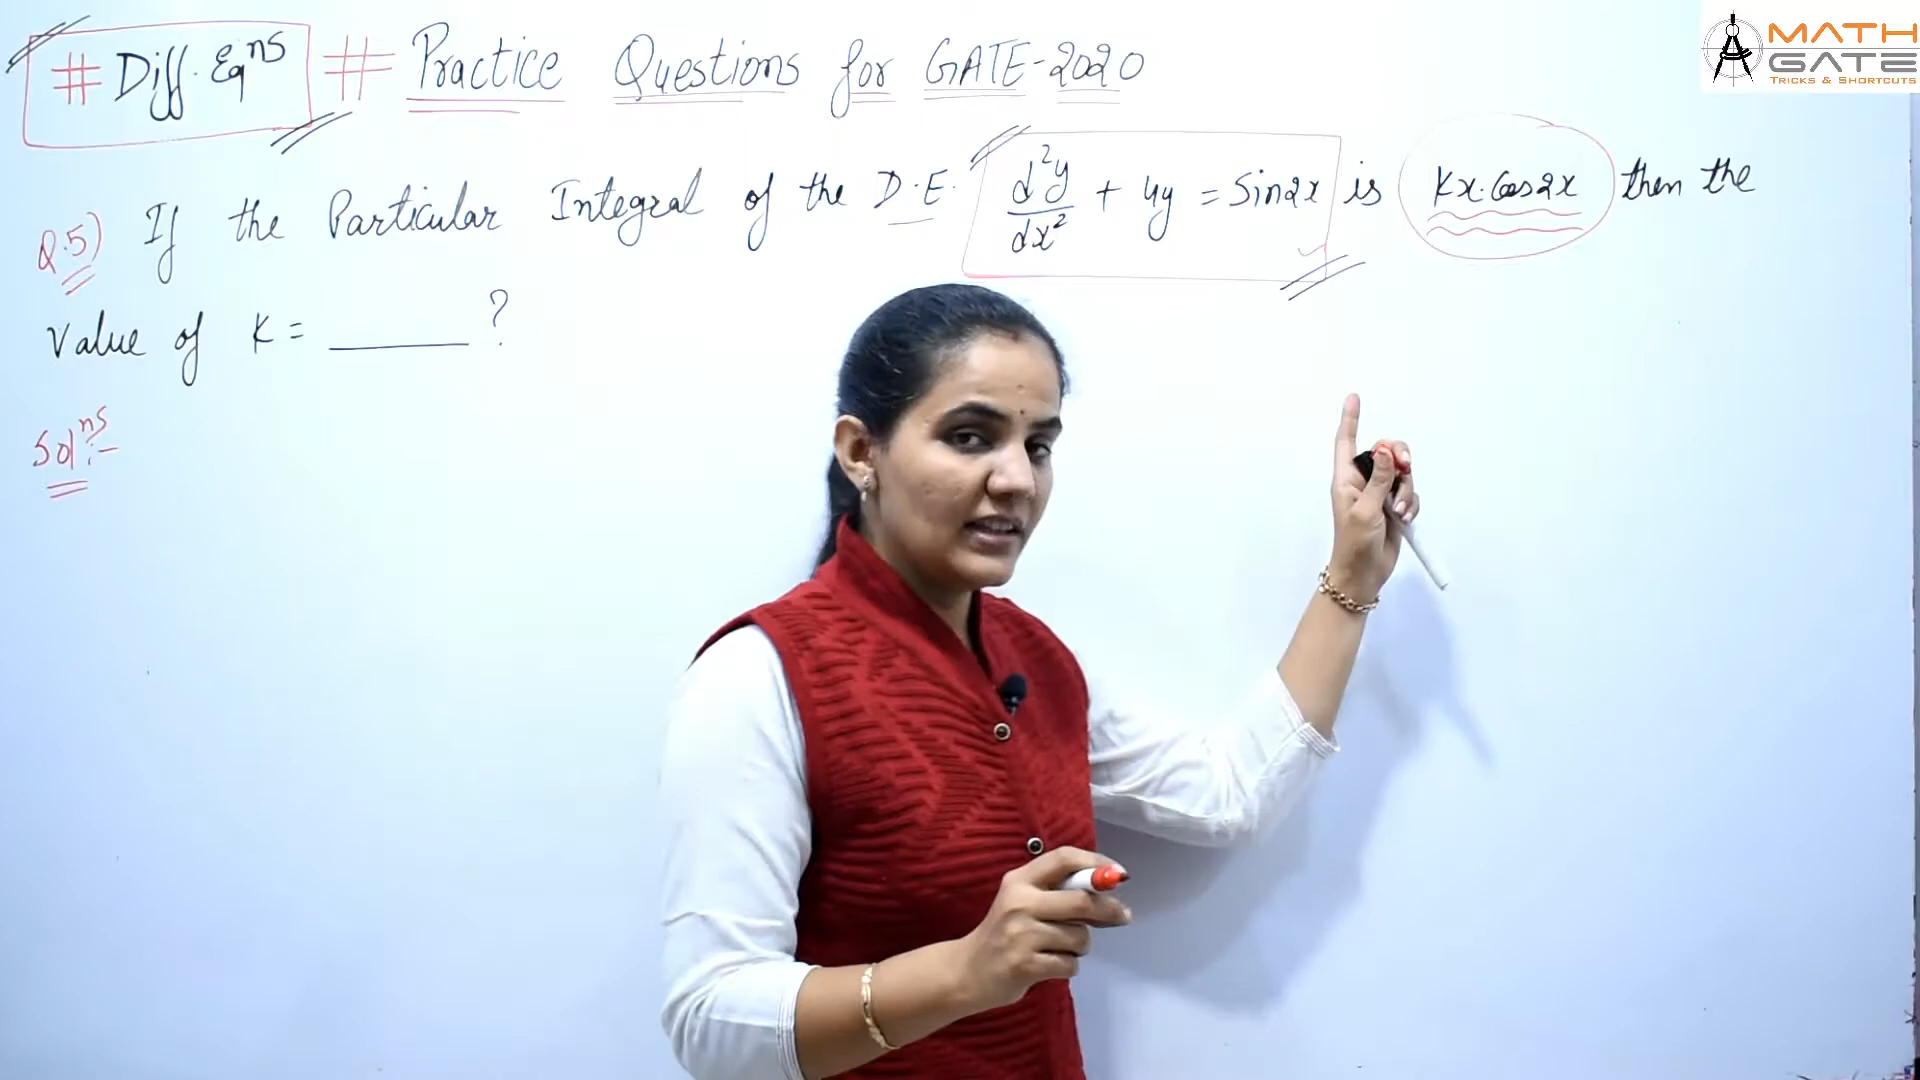 # Diff. Eqns # Practice Questions for GATE-2020
MATH
GATE
TRICKS & SHORTCUTS
Q.5) If the Particular Integral of the D.E. d²y/dx² + 4y = Sin2x is Kx.Cos2x then the
Value of K = ______ ?
Solns:-